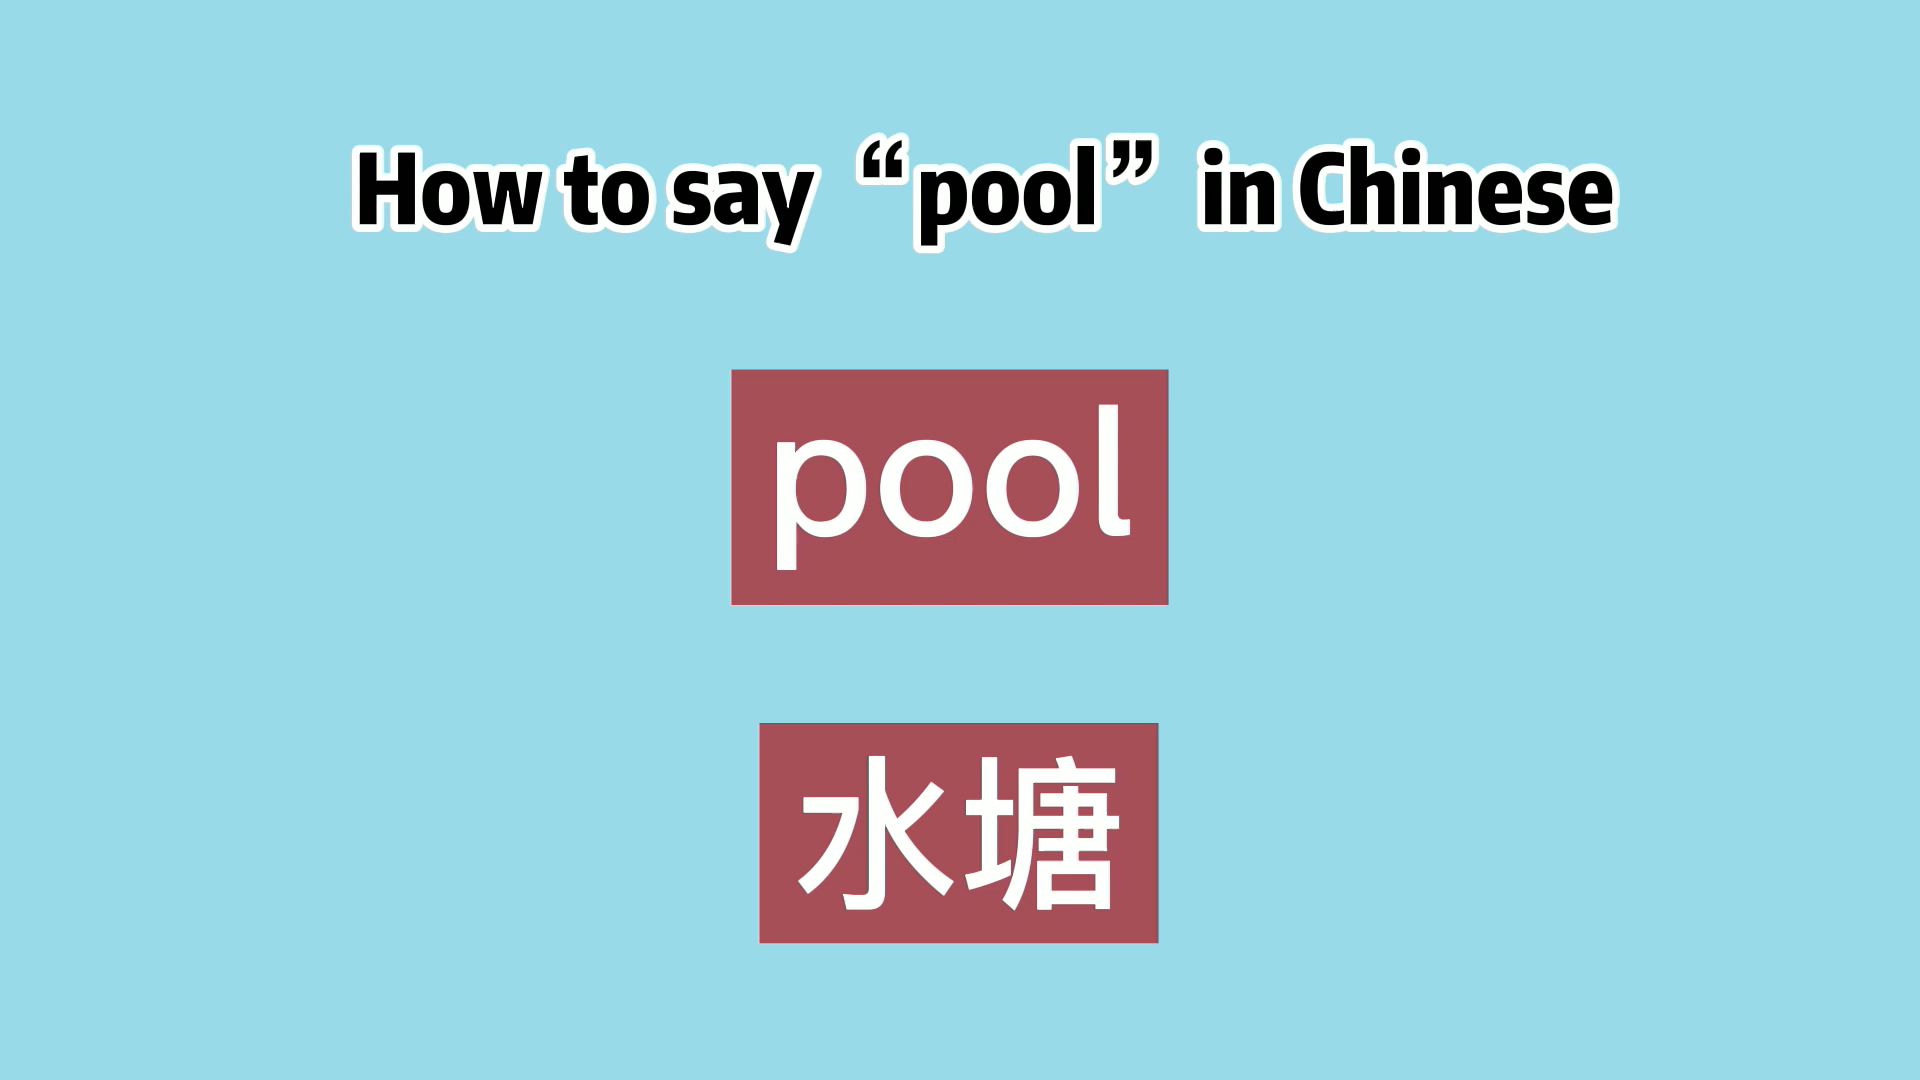 How to say “pool” in Chinese
pool
水塘